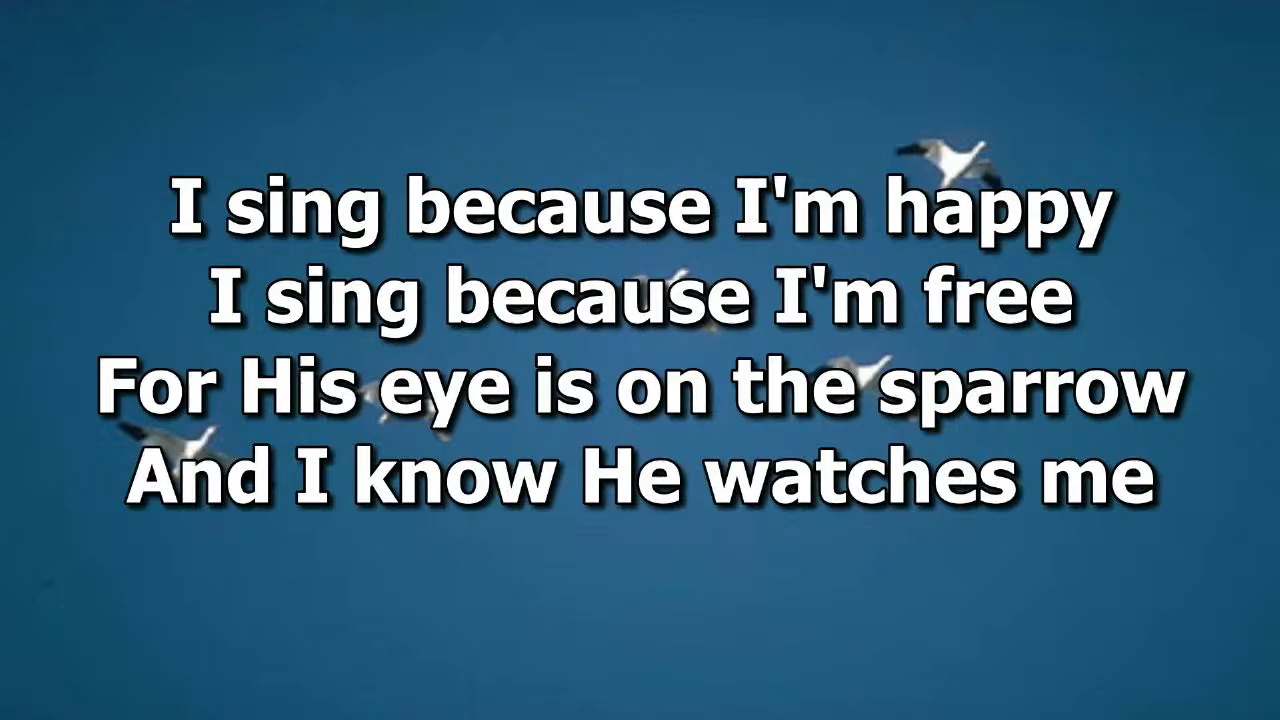 I sing because I'm happy
I sing because I'm free
For His eye is on the sparrow
And I know He watches me